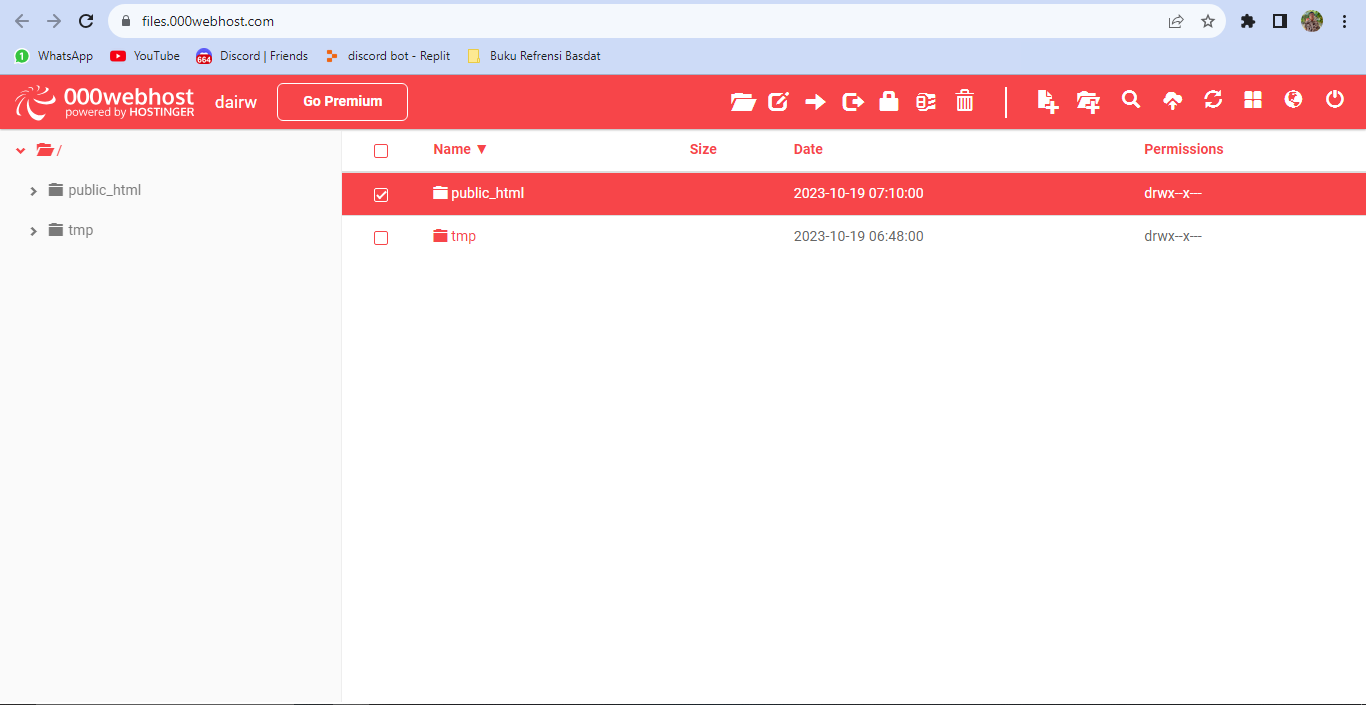 files.000webhost.com
1 WhatsApp YouTube 664 Discord | Friends discord bot - Replit Buku Refrensi Basdat
000webhost dairw Go Premium
powered by HOSTINGER
/
public_html
tmp
Name ▼ Size Date Permissions
public_html 2023-10-19 07:10:00 drwx--x---
tmp 2023-10-19 06:48:00 drwx--x---